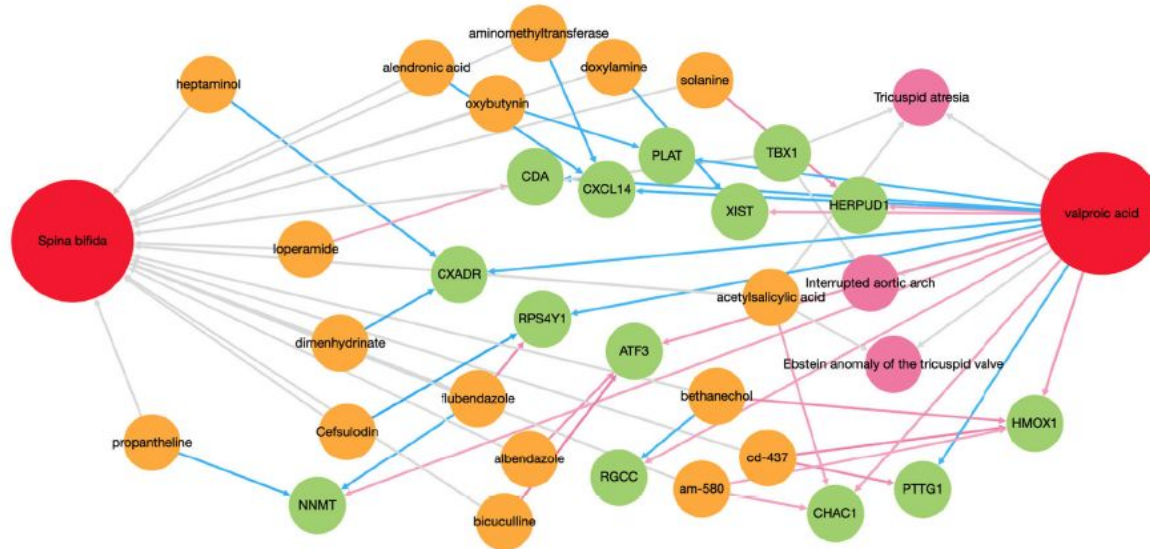 aminomethyltransferase
alendronic acid
doxylamine
heptaminol
solanine
Tricuspid atresia
oxybutynin
PLAT
TBX1
CDA
CXCL14
XIST
HERPUD1
valproic acid
Spina bifida
loperamide
CXADR
Interrupted aortic arch
acetylsalicylic acid
RPS4Y1
dimenhydrinate
ATF3
Ebstein anomaly of the tricuspid valve
flubendazole
bethanechol
HMOX1
Cefsulodin
propantheline
albendazole
cd-437
RGCC
am-580
PTTG1
NNMT
CHAC1
bicuculline